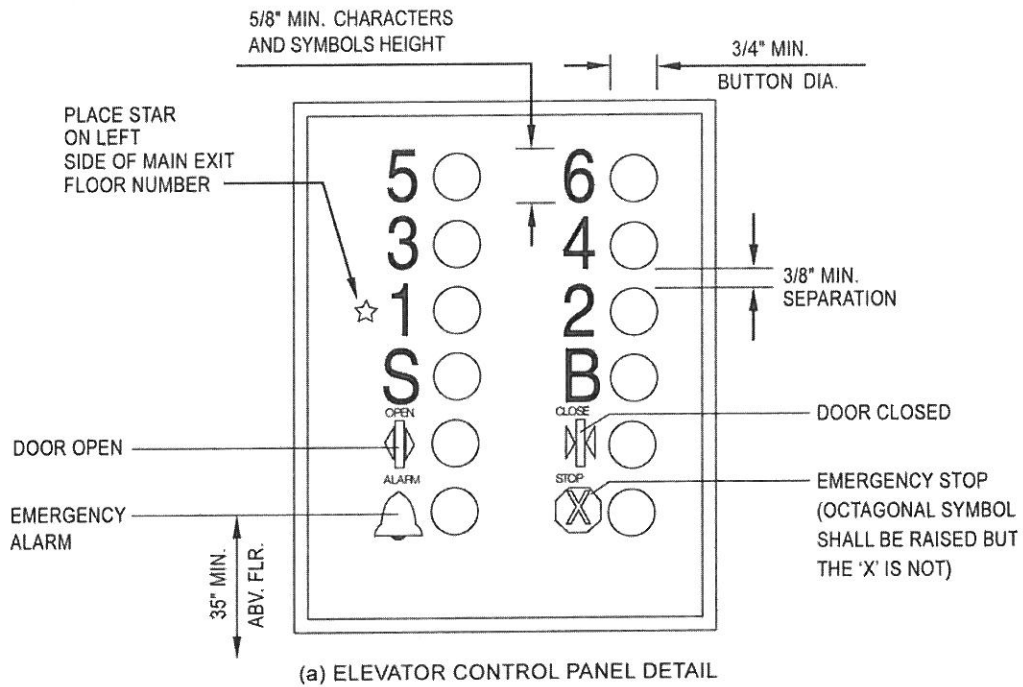 5/8" MIN. CHARACTERS
AND SYMBOLS HEIGHT
3/4" MIN.
BUTTON DIA.
PLACE STAR
ON LEFT
SIDE OF MAIN EXIT
FLOOR NUMBER
5 6
3 4
3/8" MIN.
SEPARATION
1 2
S B
OPEN CLOSE
DOOR OPEN
DOOR CLOSED
ALARM STOP
X
EMERGENCY
ALARM
EMERGENCY STOP
(OCTAGONAL SYMBOL
SHALL BE RAISED BUT
THE 'X' IS NOT)
35" MIN.
ABV. FLR.
(a) ELEVATOR CONTROL PANEL DETAIL